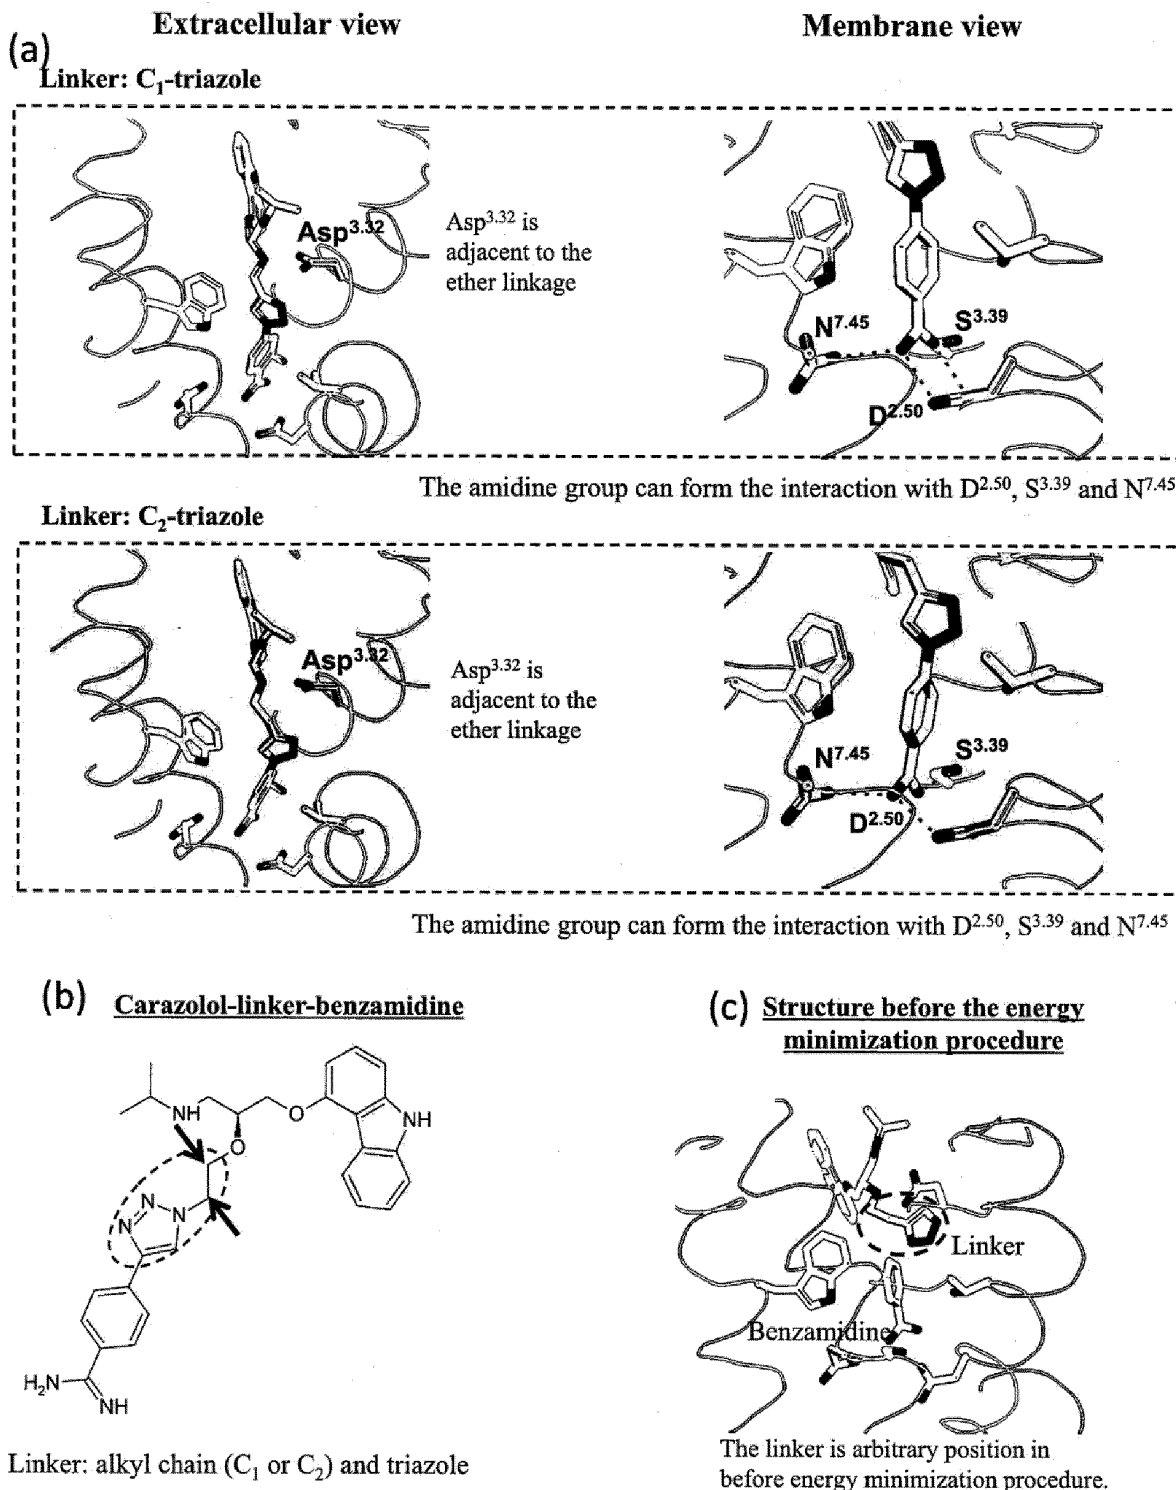 Extracellular view
Membrane view
(a)
Linker: C₁-triazole
Asp³·³²
Asp³·³² is
adjacent to the
ether linkage
N⁷·⁴⁵
S³·³⁹
D²·⁵⁰
The amidine group can form the interaction with D²·⁵⁰, S³·³⁹ and N⁷·⁴⁵
Linker: C₂-triazole
Asp³·³²
Asp³·³² is
adjacent to the
ether linkage
N⁷·⁴⁵
S³·³⁹
D²·⁵⁰
The amidine group can form the interaction with D²·⁵⁰, S³·³⁹ and N⁷·⁴⁵
(b)
Carazolol-linker-benzamidine
NH
O
O
NH
N
N
N
H₂N
NH
Linker: alkyl chain (C₁ or C₂) and triazole
(c)
Structure before the energy
minimization procedure
Linker
Benzamidine
The linker is arbitrary position in
before energy minimization procedure.